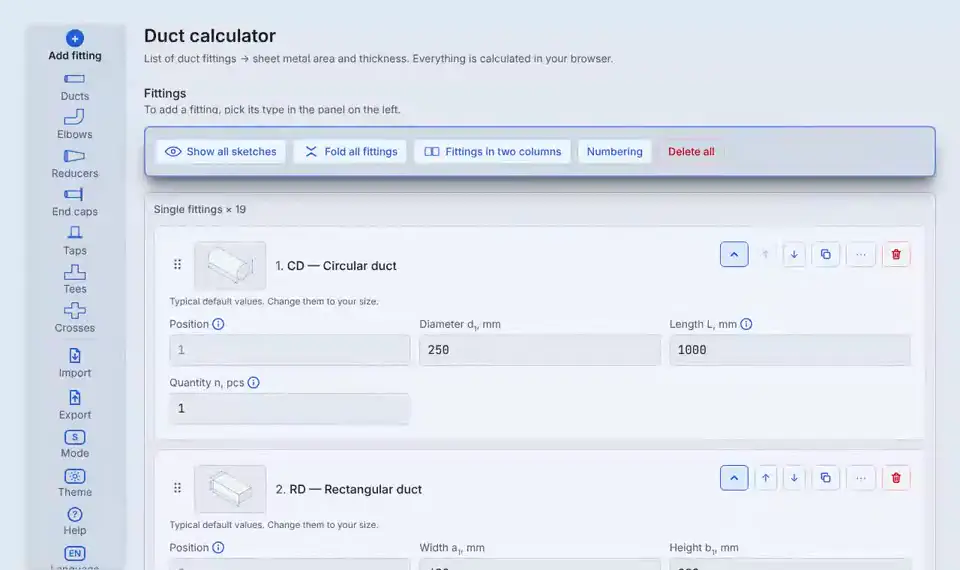 Add fitting
Ducts
Elbows
Reducers
End caps
Taps
Tees
Crosses
Import
Export
S
Mode
Theme
?
Help
EN
Language
Duct calculator
List of duct fittings → sheet metal area and thickness. Everything is calculated in your browser.
Fittings
To add a fitting, pick its type in the panel on the left.
Show all sketches
Fold all fittings
Fittings in two columns
Numbering
Delete all
Single fittings × 19
1. CD — Circular duct
Typical default values. Change them to your size.
Position
Diameter d₁, mm
Length L, mm
1
250
1000
Quantity n, pcs
1
2. RD — Rectangular duct
Typical default values. Change them to your size.
Position
Width a₁, mm
Height b₁, mm